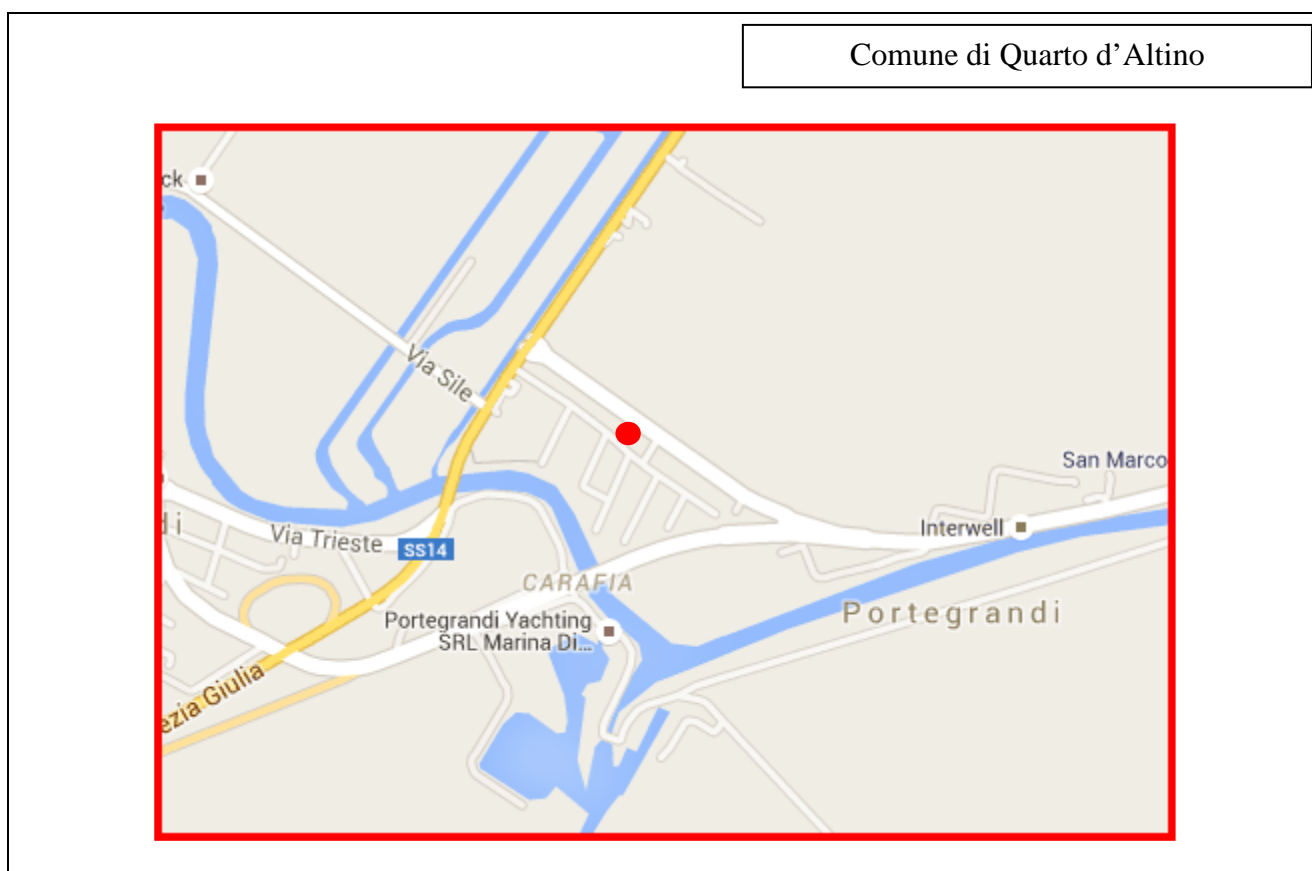 Comune di Quarto d’Altino
ck
Via Sile
San Marco
Via Trieste
SS14
Interwell
CARAFIA
Portegrandi
Portegrandi Yachting
SRL Marina Di...
ezia Giulia
di